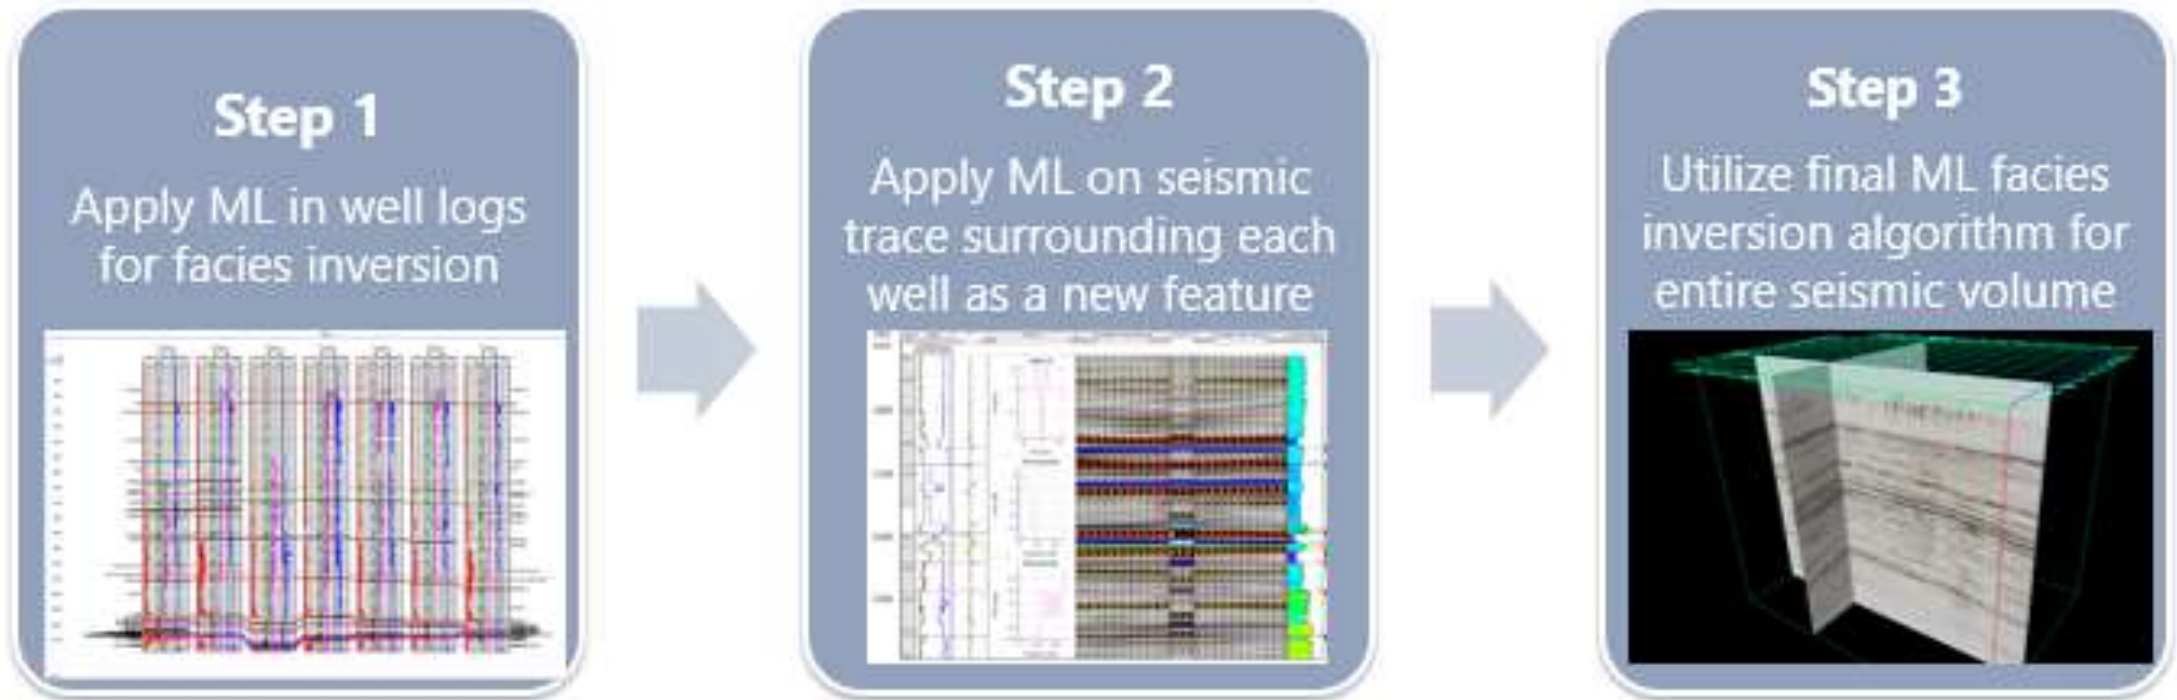 Step 1
Apply ML in well logs
for facies inversion
Step 2
Apply ML on seismic
trace surrounding each
well as a new feature
Step 3
Utilize final ML facies
inversion algorithm for
entire seismic volume